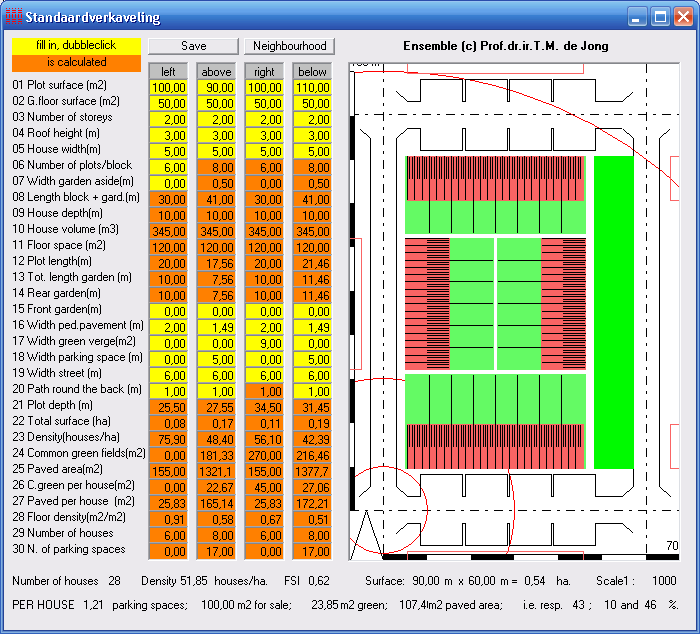 Standaardverkaveling
fill in, dubbleclick Save Neighbourhood Ensemble (c) Prof.dr.ir.T.M. de Jong
is calculated
left above right below
01 Plot surface (m2) 100,00 90,00 100,00 110,00
02 G.floor surface (m2) 50,00 50,00 50,00 50,00
03 Number of storeys 2,00 2,00 2,00 2,00
04 Roof height (m) 3,00 3,00 3,00 3,00
05 House width(m) 5,00 5,00 5,00 5,00
06 Number of plots/block 6,00 8,00 6,00 8,00
07 Width garden aside(m) 0,00 0,50 0,00 0,50
08 Length block + gard.(m) 30,00 41,00 30,00 41,00
09 House depth(m) 10,00 10,00 10,00 10,00
10 House volume (m3) 345,00 345,00 345,00 345,00
11 Floor space (m2) 120,00 120,00 120,00 120,00
12 Plot length(m) 20,00 17,56 20,00 21,46
13 Tot. length garden (m) 10,00 7,56 10,00 11,46
14 Rear garden(m) 10,00 7,56 10,00 11,46
15 Front garden(m) 0,00 0,00 0,00 0,00
16 Width ped.pavement (m) 2,00 1,49 2,00 1,49
17 Width green verge(m2) 0,00 0,00 9,00 0,00
18 Width parking space (m) 0,00 5,00 0,00 5,00
19 Width street (m) 6,00 6,00 6,00 6,00
20 Path round the back (m) 1,00 1,00 1,00 1,00
21 Plot depth (m) 25,50 27,55 34,50 31,45
22 Total surface (ha) 0,08 0,17 0,11 0,19
23 Density(houses/ha) 75,90 48,40 56,10 42,39
24 Common green fields(m2) 0,00 181,33 270,00 216,46
25 Paved area(m2) 155,00 1321,1 155,00 1377,7
26 C.green per house(m2) 0,00 22,67 45,00 27,06
27 Paved per house (m2) 25,83 165,14 25,83 172,21
28 Floor density(m2/m2) 0,91 0,58 0,67 0,51
29 Number of houses 6,00 8,00 6,00 8,00
30 N. of parking spaces 0,00 17,00 0,00 17,00
70
Number of houses 28 Density 51,85 houses/ha. FSI 0,62 Surface: 90,00 m x 60,00 m = 0,54 ha. Scale1 : 1000
PER HOUSE 1,21 parking spaces; 100,00 m2 for sale; 23,85 m2 green; 107,4m2 paved area; i.e. resp. 43 ; 10 and 46 %.